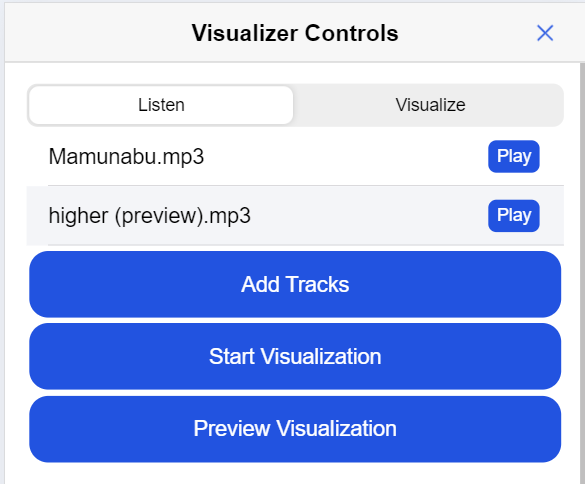 Visualizer Controls
Listen Visualize
Mamunabu.mp3 Play
higher (preview).mp3 Play
Add Tracks
Start Visualization
Preview Visualization